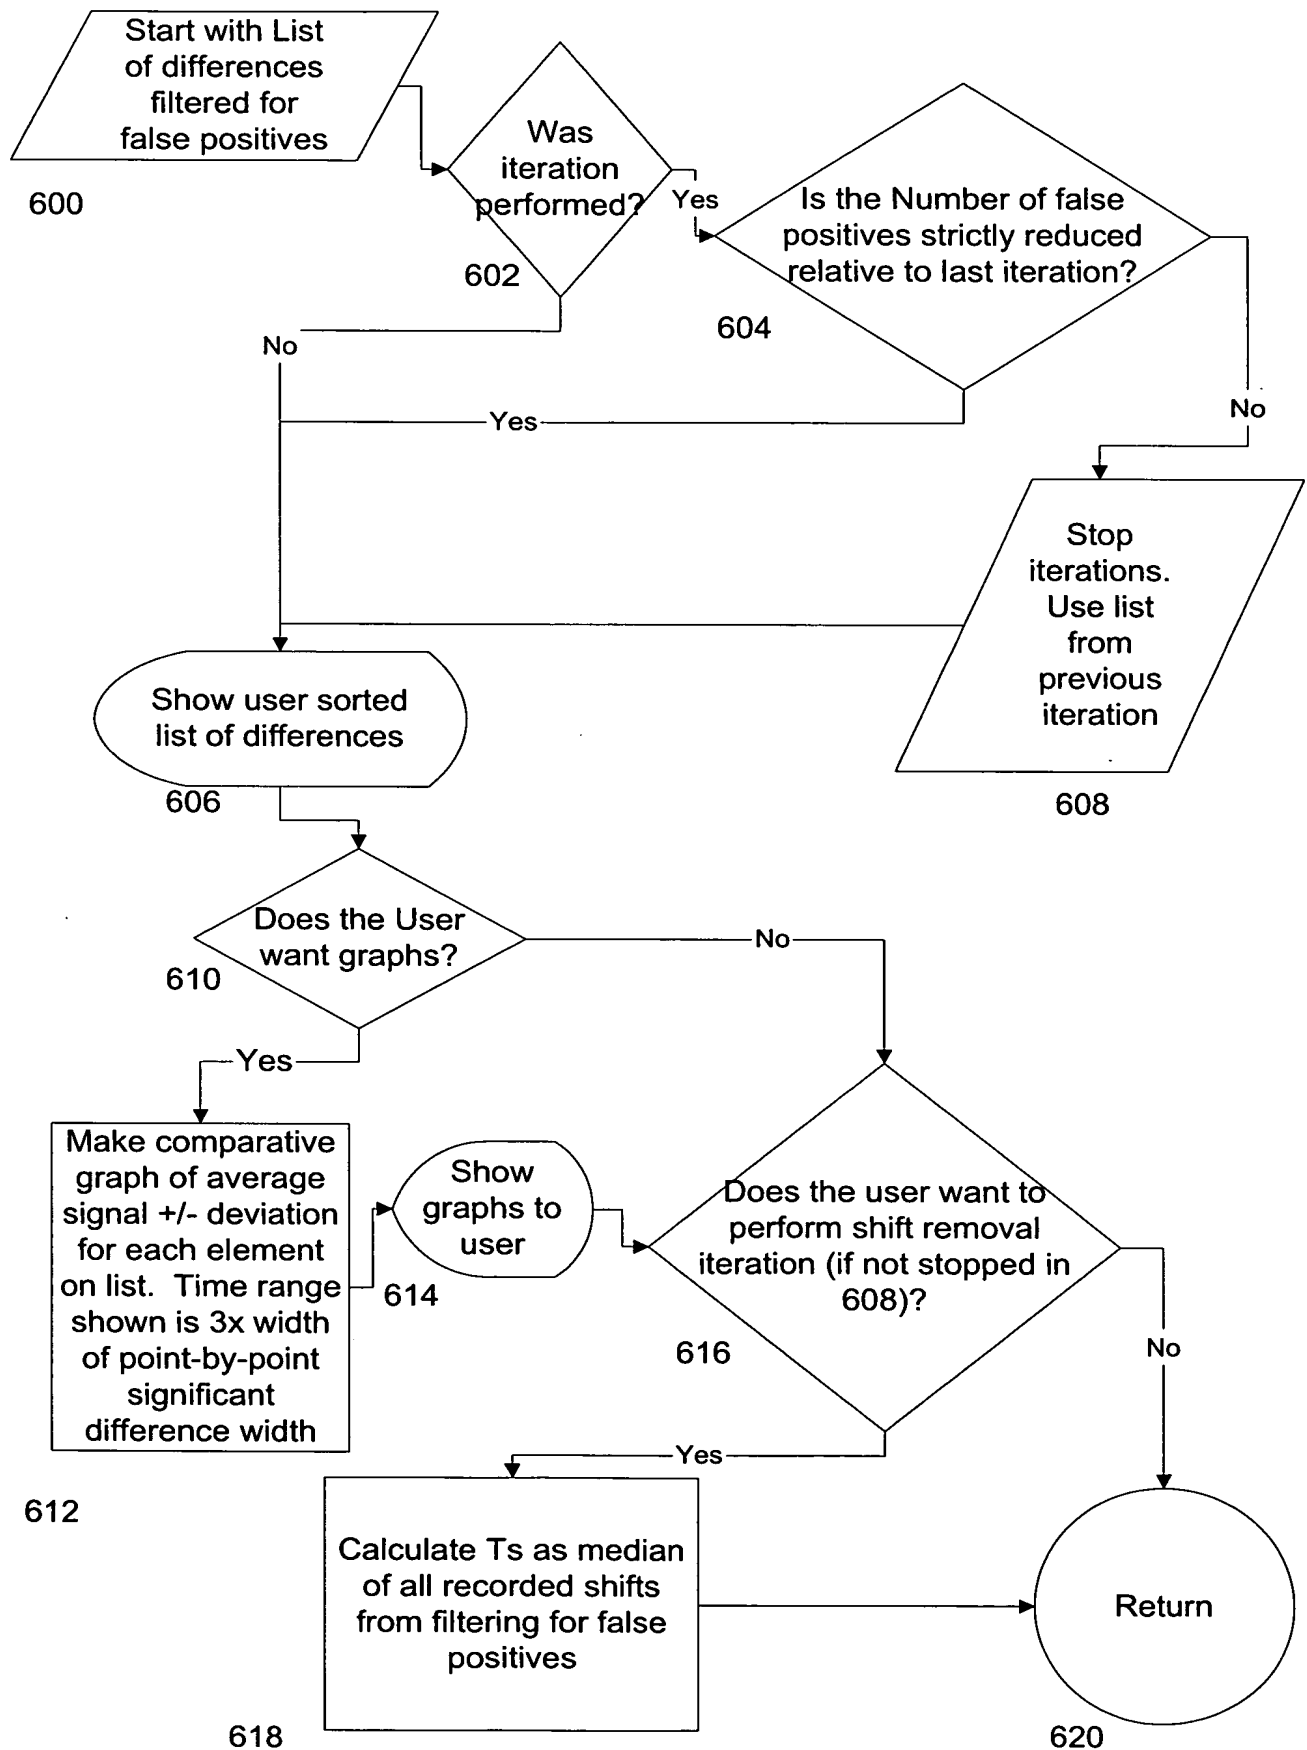 Start with List
of differences
filtered for
false positives
600
Was
iteration
performed?
602
Yes
Is the Number of false
positives strictly reduced
relative to last iteration?
604
No
Yes
No
Stop
iterations.
Use list
from
previous
iteration
608
Show user sorted
list of differences
606
Does the User
want graphs?
610
No
Yes
Make comparative
graph of average
signal +/- deviation
for each element
on list. Time range
shown is 3x width
of point-by-point
significant
difference width
612
Show
graphs to
user
614
Does the user want to
perform shift removal
iteration (if not stopped in
608)?
616
No
Yes
Calculate Ts as median
of all recorded shifts
from filtering for false
positives
618
Return
620